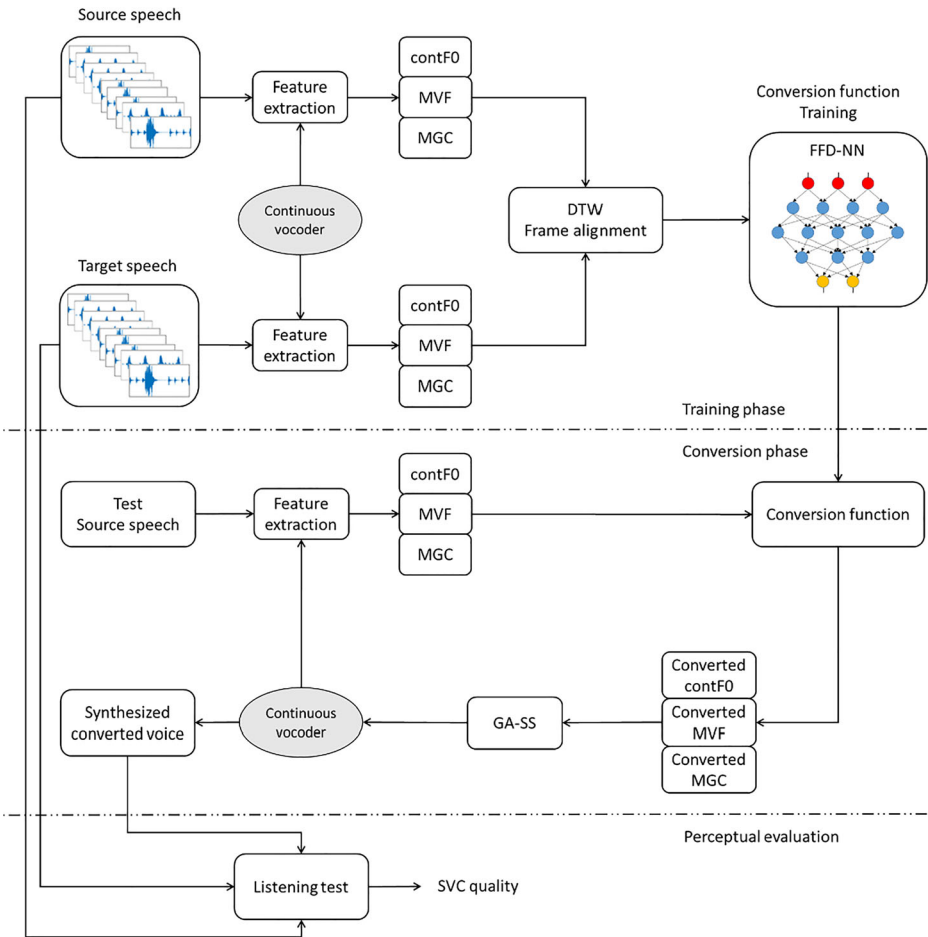 Source speech
contF0
Feature
extraction
MVF
MGC
Conversion function
Training
FFD-NN
Continuous
vocoder
DTW
Frame alignment
Target speech
contF0
Feature
extraction
MVF
MGC
Training phase
Conversion phase
contF0
Test
Source speech
Feature
extraction
MVF
MGC
Conversion function
Converted
contF0
Synthesized
converted voice
Continuous
vocoder
GA-SS
Converted
MVF
Converted
MGC
Perceptual evaluation
Listening test
SVC quality